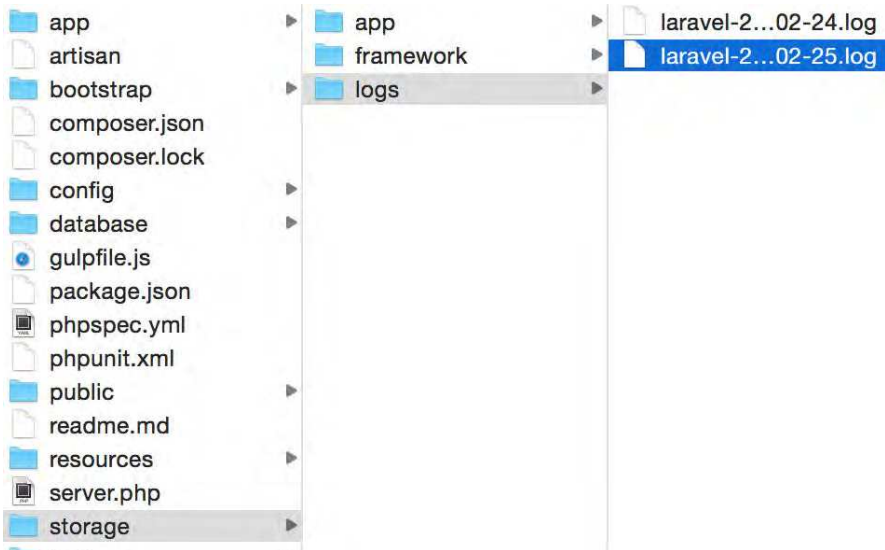 app
artisan
bootstrap
composer.json
composer.lock
config
database
gulpfile.js
package.json
phpspec.yml
phpunit.xml
public
readme.md
resources
server.php
storage
app
framework
logs
laravel-2...02-24.log
laravel-2...02-25.log